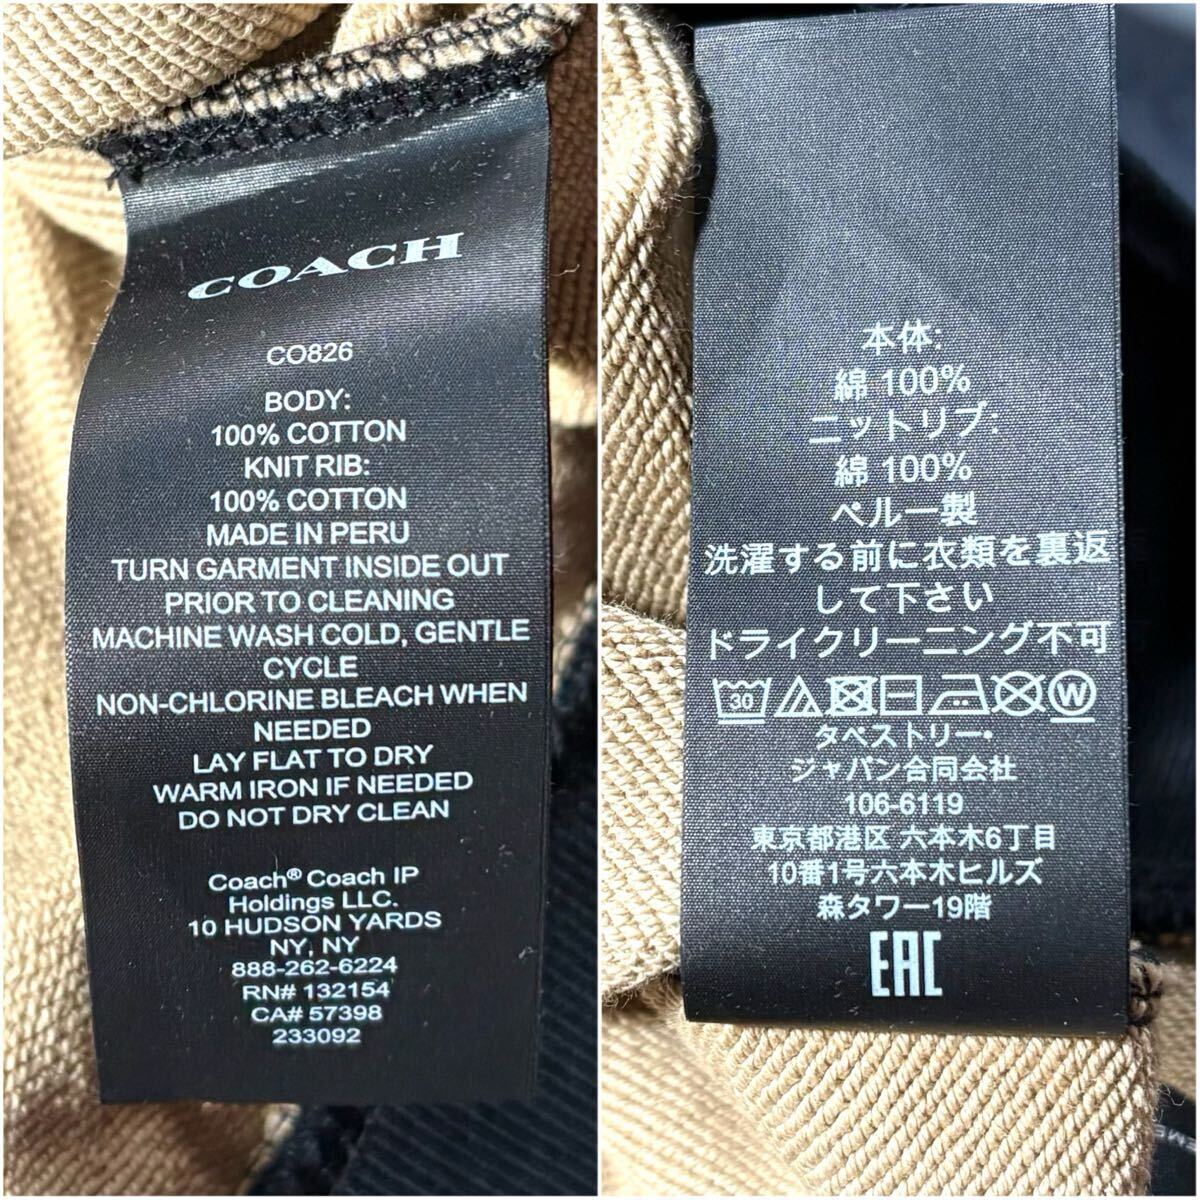 COACH
CO826
BODY:
100% COTTON
KNIT RIB:
100% COTTON
MADE IN PERU
TURN GARMENT INSIDE OUT
PRIOR TO CLEANING
MACHINE WASH COLD, GENTLE
CYCLE
NON-CHLORINE BLEACH WHEN
NEEDED
LAY FLAT TO DRY
WARM IRON IF NEEDED
DO NOT DRY CLEAN
Coach® Coach IP
Holdings LLC.
10 HUDSON YARDS
NY, NY
888-262-6224
RN# 132154
CA# 57398
233092
本体:
綿 100%
ニットリブ:
綿 100%
ペルー製
洗濯する前に衣類を裏返
して下さい
ドライクリーニング不可
30 W
タペストリー・
ジャパン合同会社
106-6119
東京都港区 六本木6丁目
10番1号六本木ヒルズ
森タワー19階
EAC